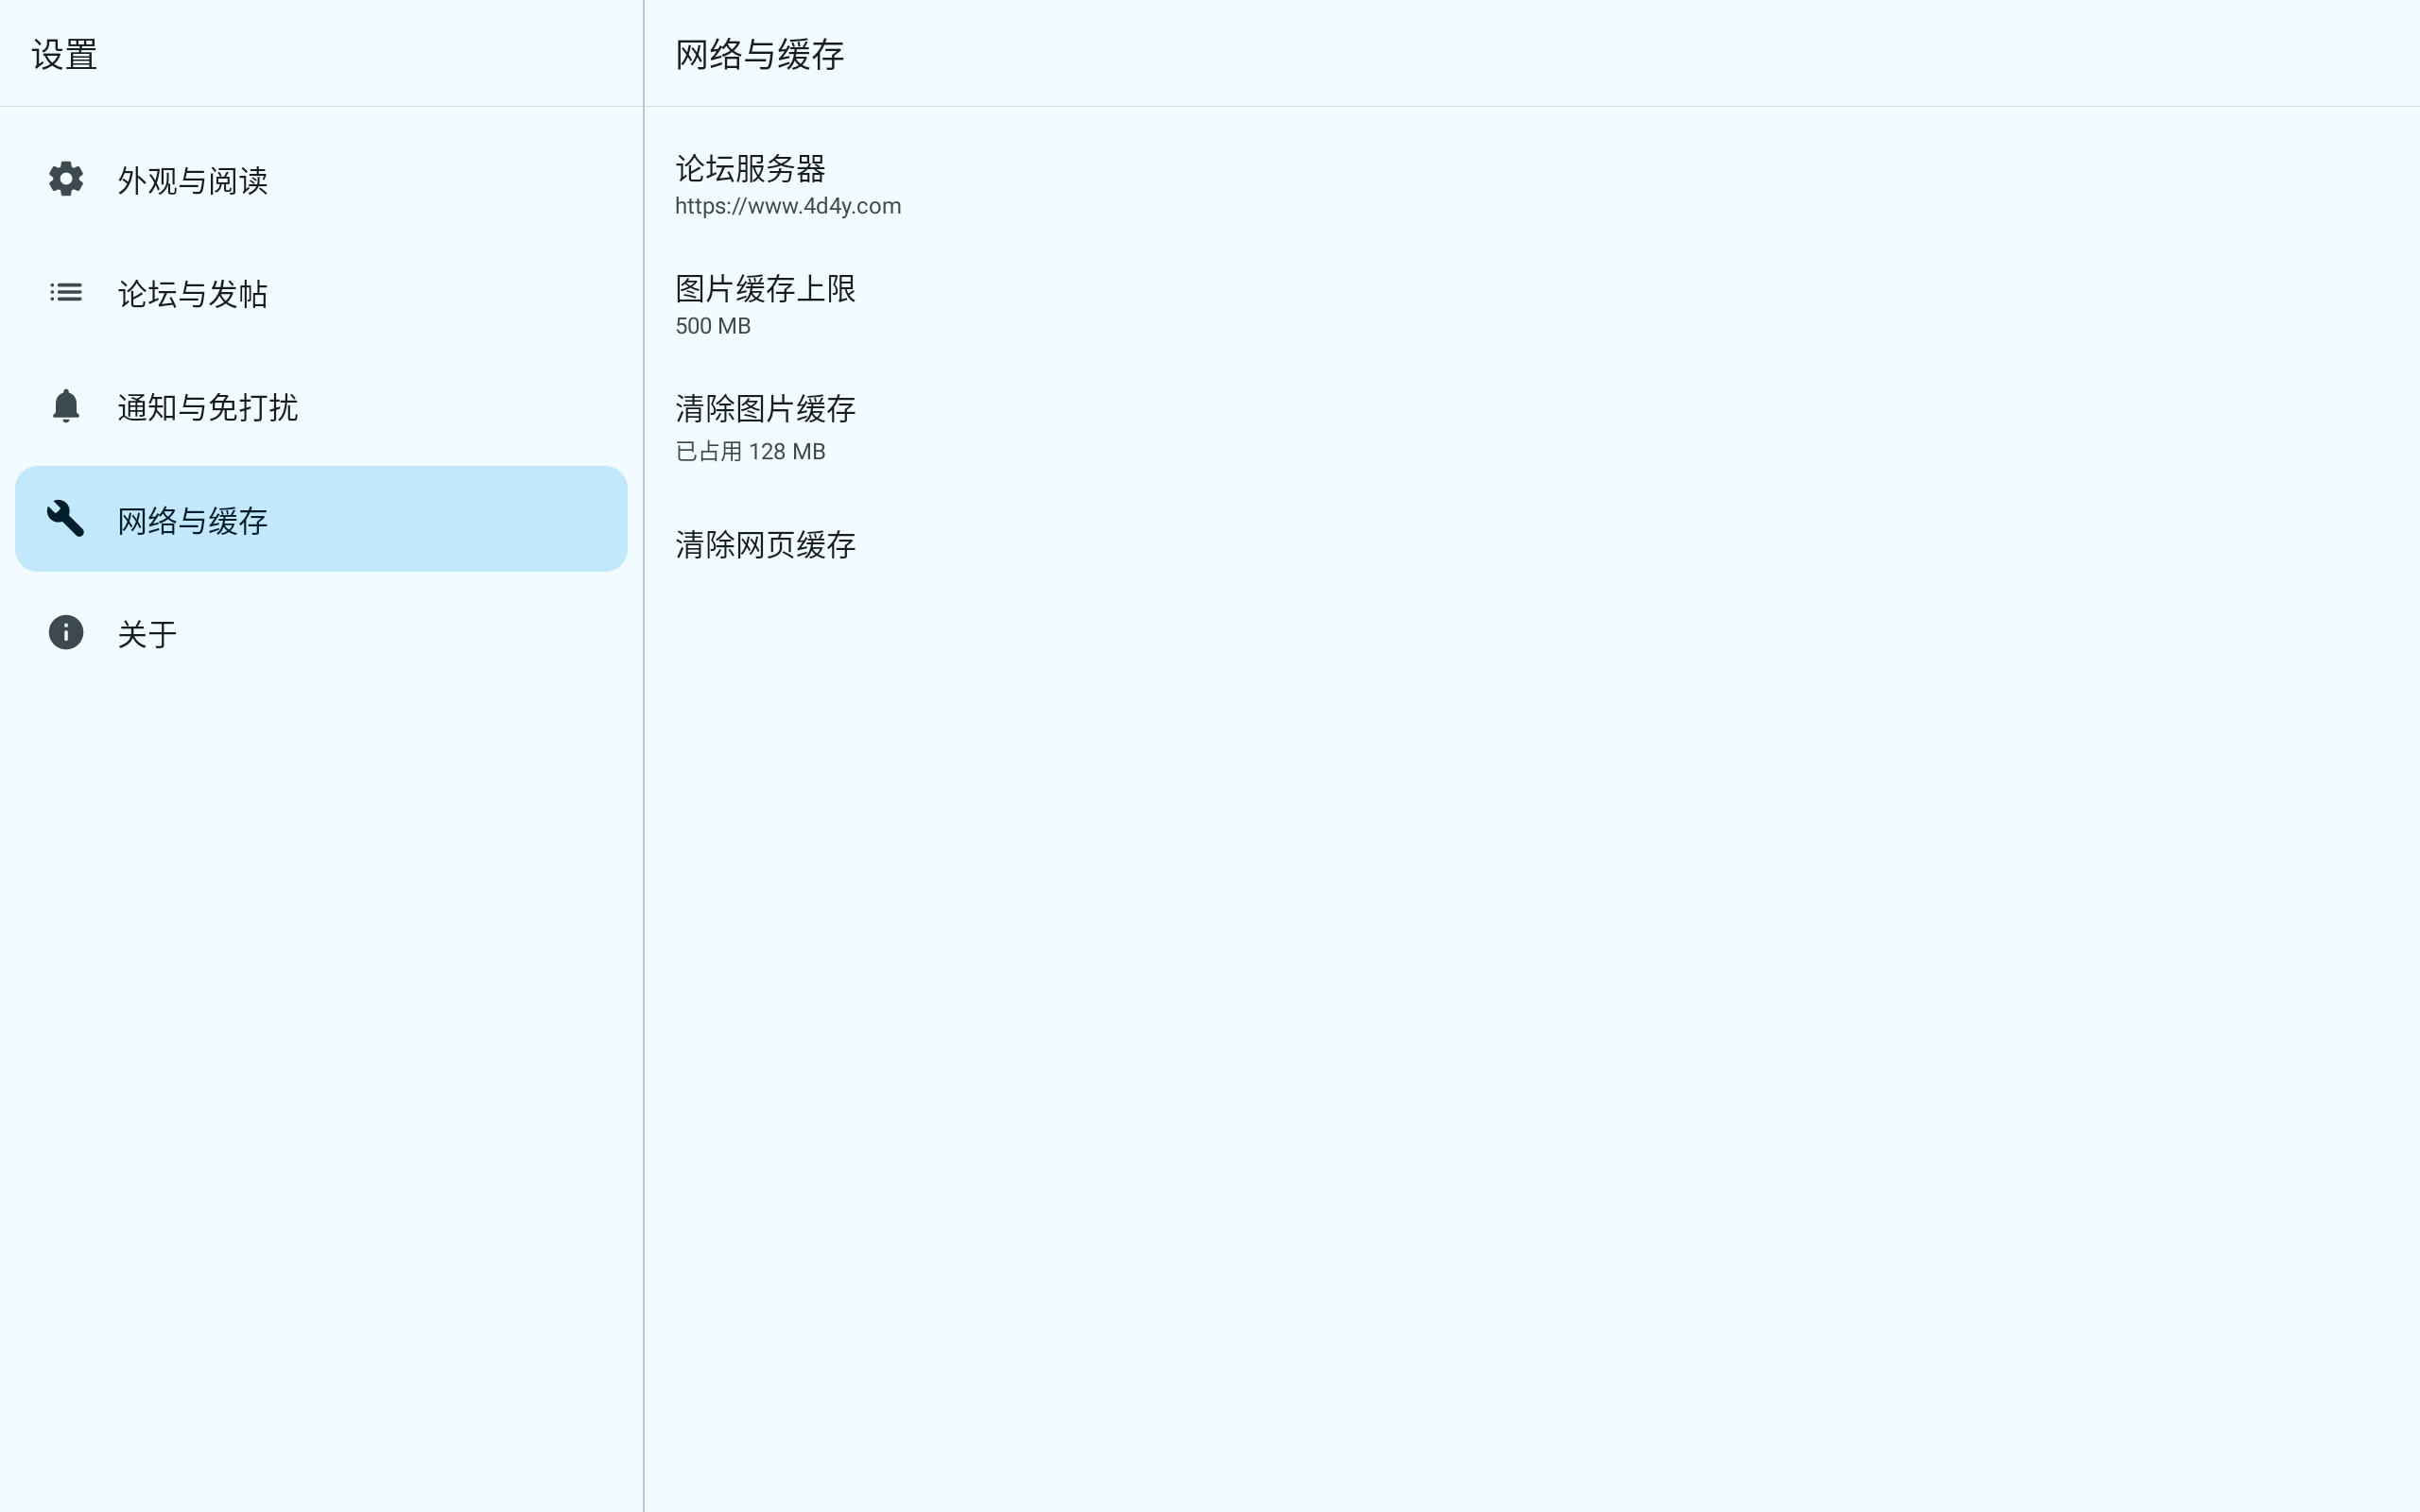 设置
外观与阅读
论坛与发帖
通知与免打扰
网络与缓存
关于
网络与缓存
论坛服务器
https://www.4d4y.com
图片缓存上限
500 MB
清除图片缓存
已占用 128 MB
清除网页缓存